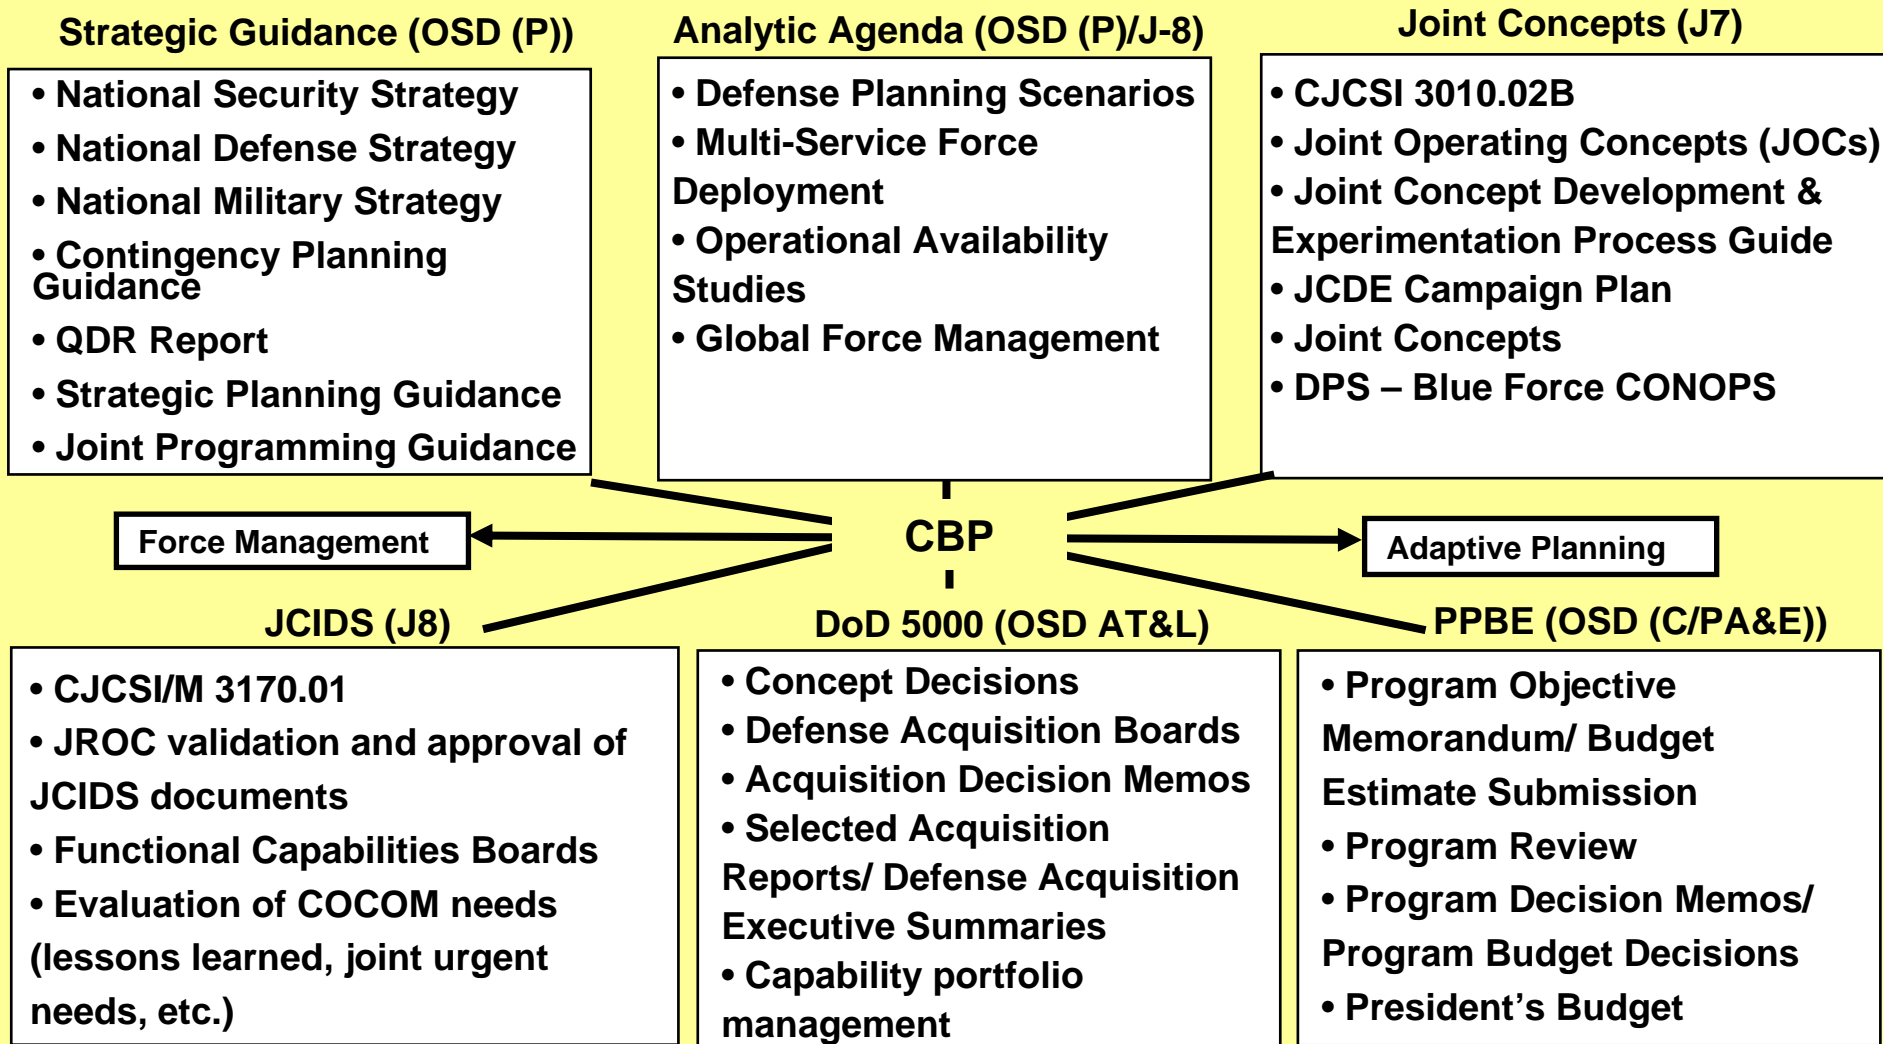 Strategic Guidance (OSD (P))
• National Security Strategy
• National Defense Strategy
• National Military Strategy
• Contingency Planning
Guidance
• QDR Report
• Strategic Planning Guidance
• Joint Programming Guidance
Analytic Agenda (OSD (P)/J-8)
• Defense Planning Scenarios
• Multi-Service Force
Deployment
• Operational Availability
Studies
• Global Force Management
Joint Concepts (J7)
• CJCSI 3010.02B
• Joint Operating Concepts (JOCs)
• Joint Concept Development &
Experimentation Process Guide
• JCDE Campaign Plan
• Joint Concepts
• DPS – Blue Force CONOPS
Force Management
CBP
Adaptive Planning
JCIDS (J8)
• CJCSI/M 3170.01
• JROC validation and approval of
JCIDS documents
• Functional Capabilities Boards
• Evaluation of COCOM needs
(lessons learned, joint urgent
needs, etc.)
DoD 5000 (OSD AT&L)
• Concept Decisions
• Defense Acquisition Boards
• Acquisition Decision Memos
• Selected Acquisition
Reports/ Defense Acquisition
Executive Summaries
• Capability portfolio
management
PPBE (OSD (C/PA&E))
• Program Objective
Memorandum/ Budget
Estimate Submission
• Program Review
• Program Decision Memos/
Program Budget Decisions
• President’s Budget